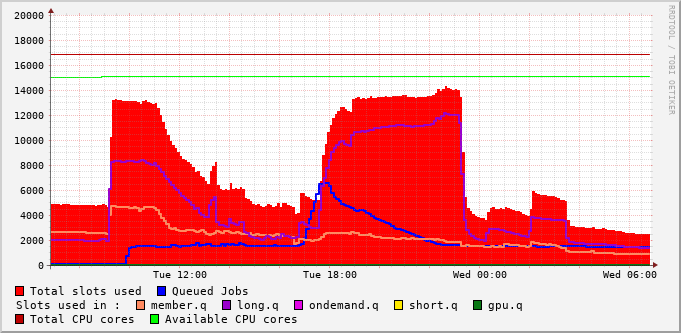 20000
18000
16000
14000
12000
10000
8000
6000
4000
2000
0
Tue 12:00 Tue 18:00 Wed 00:00 Wed 06:00
RRDTOOL / TOBI OETIKER
Total slots used Queued Jobs
Slots used in : member.q long.q ondemand.q short.q gpu.q
Total CPU cores Available CPU cores